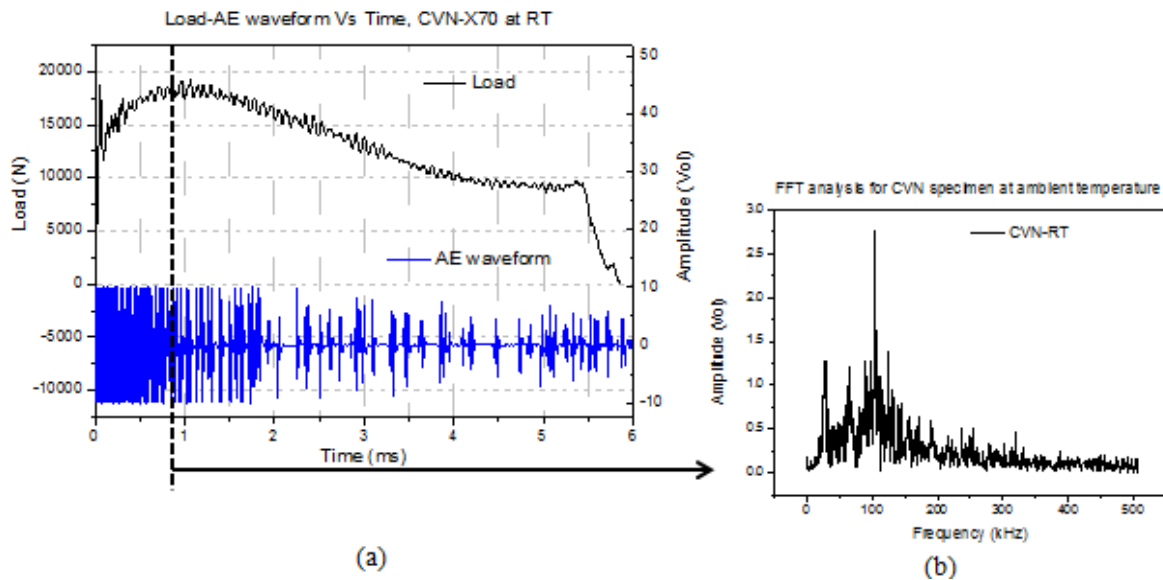 Load-AE waveform Vs Time, CVN-X70 at RT
20000
15000
10000
5000
0
-5000
-10000
Load (N)
Load
AE waveform
50
40
30
20
10
0
-10
Amplitude (Vol)
0 1 2 3 4 5 6
Time (ms)
(a)
FFT analysis for CVN specimen at ambient temperature
3.0
2.5
2.0
1.5
1.0
0.5
0.0
Amplitude (Vol)
CVN-RT
0 100 200 300 400 500
Frequency (kHz)
(b)